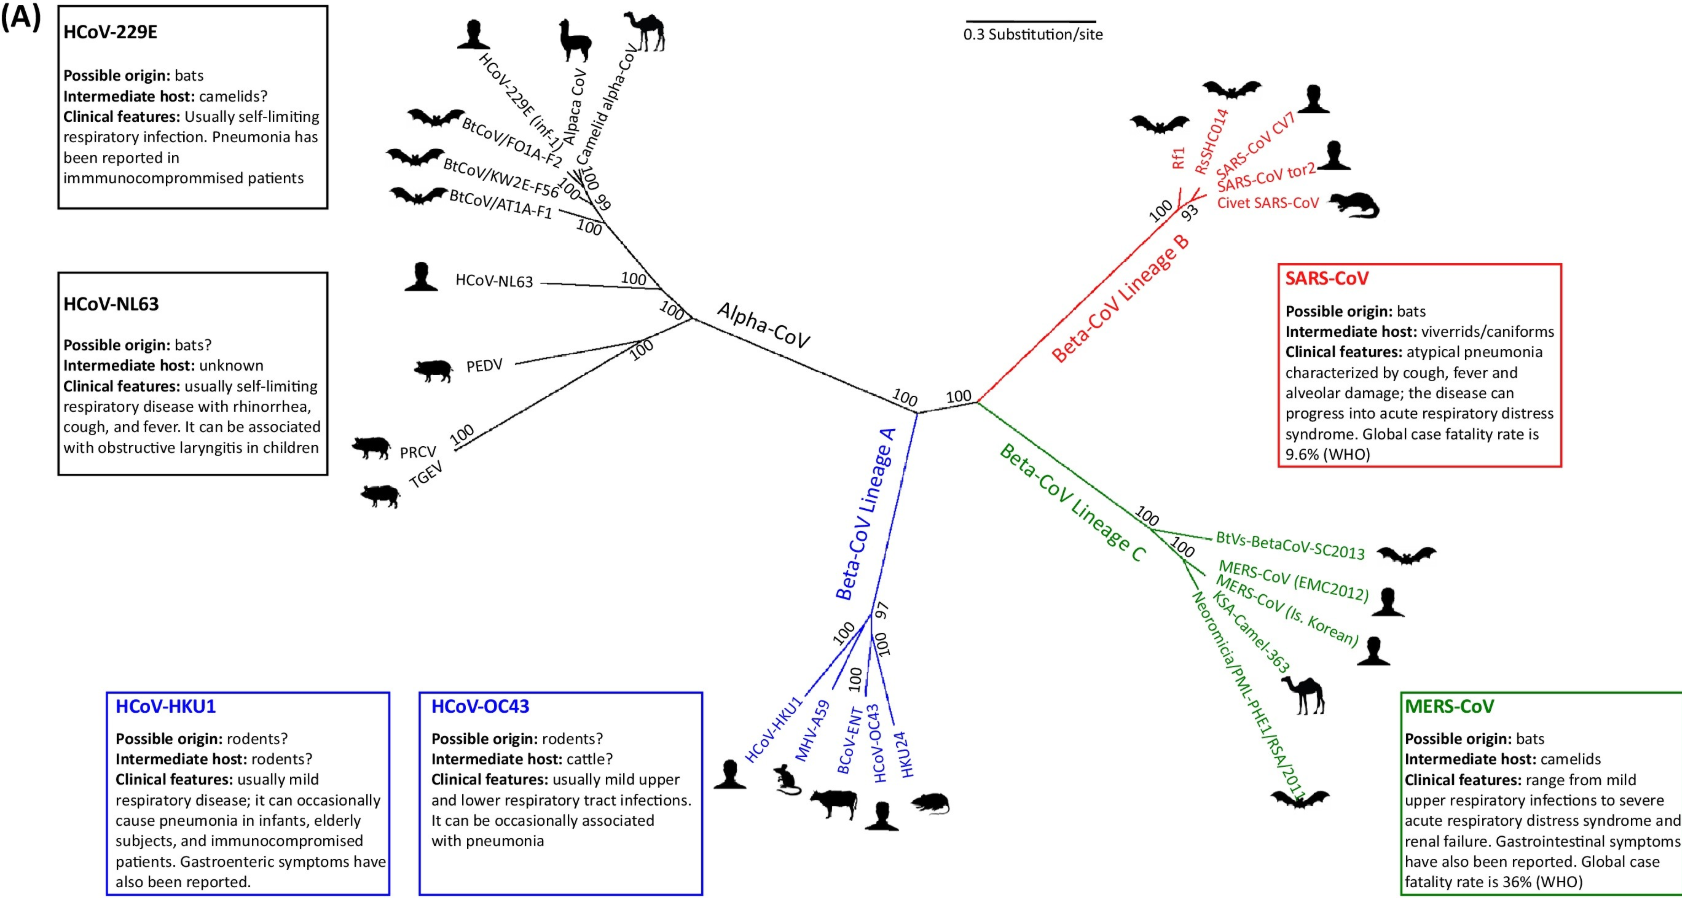 (A)
HCoV-229E
Possible origin: bats
Intermediate host: camelids?
Clinical features: Usually self-limiting
respiratory infection. Pneumonia has
been reported in
immmunocomprommised patients
HCoV-NL63
Possible origin: bats?
Intermediate host: unknown
Clinical features: usually self-limiting
respiratory disease with rhinorrhea,
cough, and fever. It can be associated
with obstructive laryngitis in children
0.3 Substitution/site
HCoV-229E (inf-1)
Alpaca CoV
Camelid alpha-CoV
BtCoV/FO1A-F2
BtCoV/KW2E-F56
BtCoV/AT1A-F1
100
100
99
100
HCoV-NL63
100
100
PEDV
100
PRCV
TGEV
100
Alpha-CoV
100
100
Rf1
RsSHC014
SARS-CoV CV7
SARS-CoV tor2
Civet SARS-CoV
100
93
Beta-CoV Lineage B
SARS-CoV
Possible origin: bats
Intermediate host: viverrids/caniforms
Clinical features: atypical pneumonia
characterized by cough, fever and
alveolar damage; the disease can
progress into acute respiratory distress
syndrome. Global case fatality rate is
9.6% (WHO)
Beta-CoV Lineage A
97
100
100
100
HCoV-HKU1
MHV-A59
BCoV-ENT
HCoV-OC43
HKU24
Beta-CoV Lineage C
100
100
BtVs-BetaCoV-SC2013
MERS-CoV (EMC2012)
MERS-CoV (Is. Korean)
KSA-Camel-363
Neoromicia/PML-PHE1/RSA/2011
HCoV-HKU1
Possible origin: rodents?
Intermediate host: rodents?
Clinical features: usually mild
respiratory disease; it can occasionally
cause pneumonia in infants, elderly
subjects, and immunocompromised
patients. Gastroenteric symptoms have
also been reported.
HCoV-OC43
Possible origin: rodents?
Intermediate host: cattle?
Clinical features: usually mild upper
and lower respiratory tract infections.
It can be occasionally associated
with pneumonia
MERS-CoV
Possible origin: bats
Intermediate host: camelids
Clinical features: range from mild
upper respiratory infections to severe
acute respiratory distress syndrome and
renal failure. Gastrointestinal symptoms
have also been reported. Global case
fatality rate is 36% (WHO)